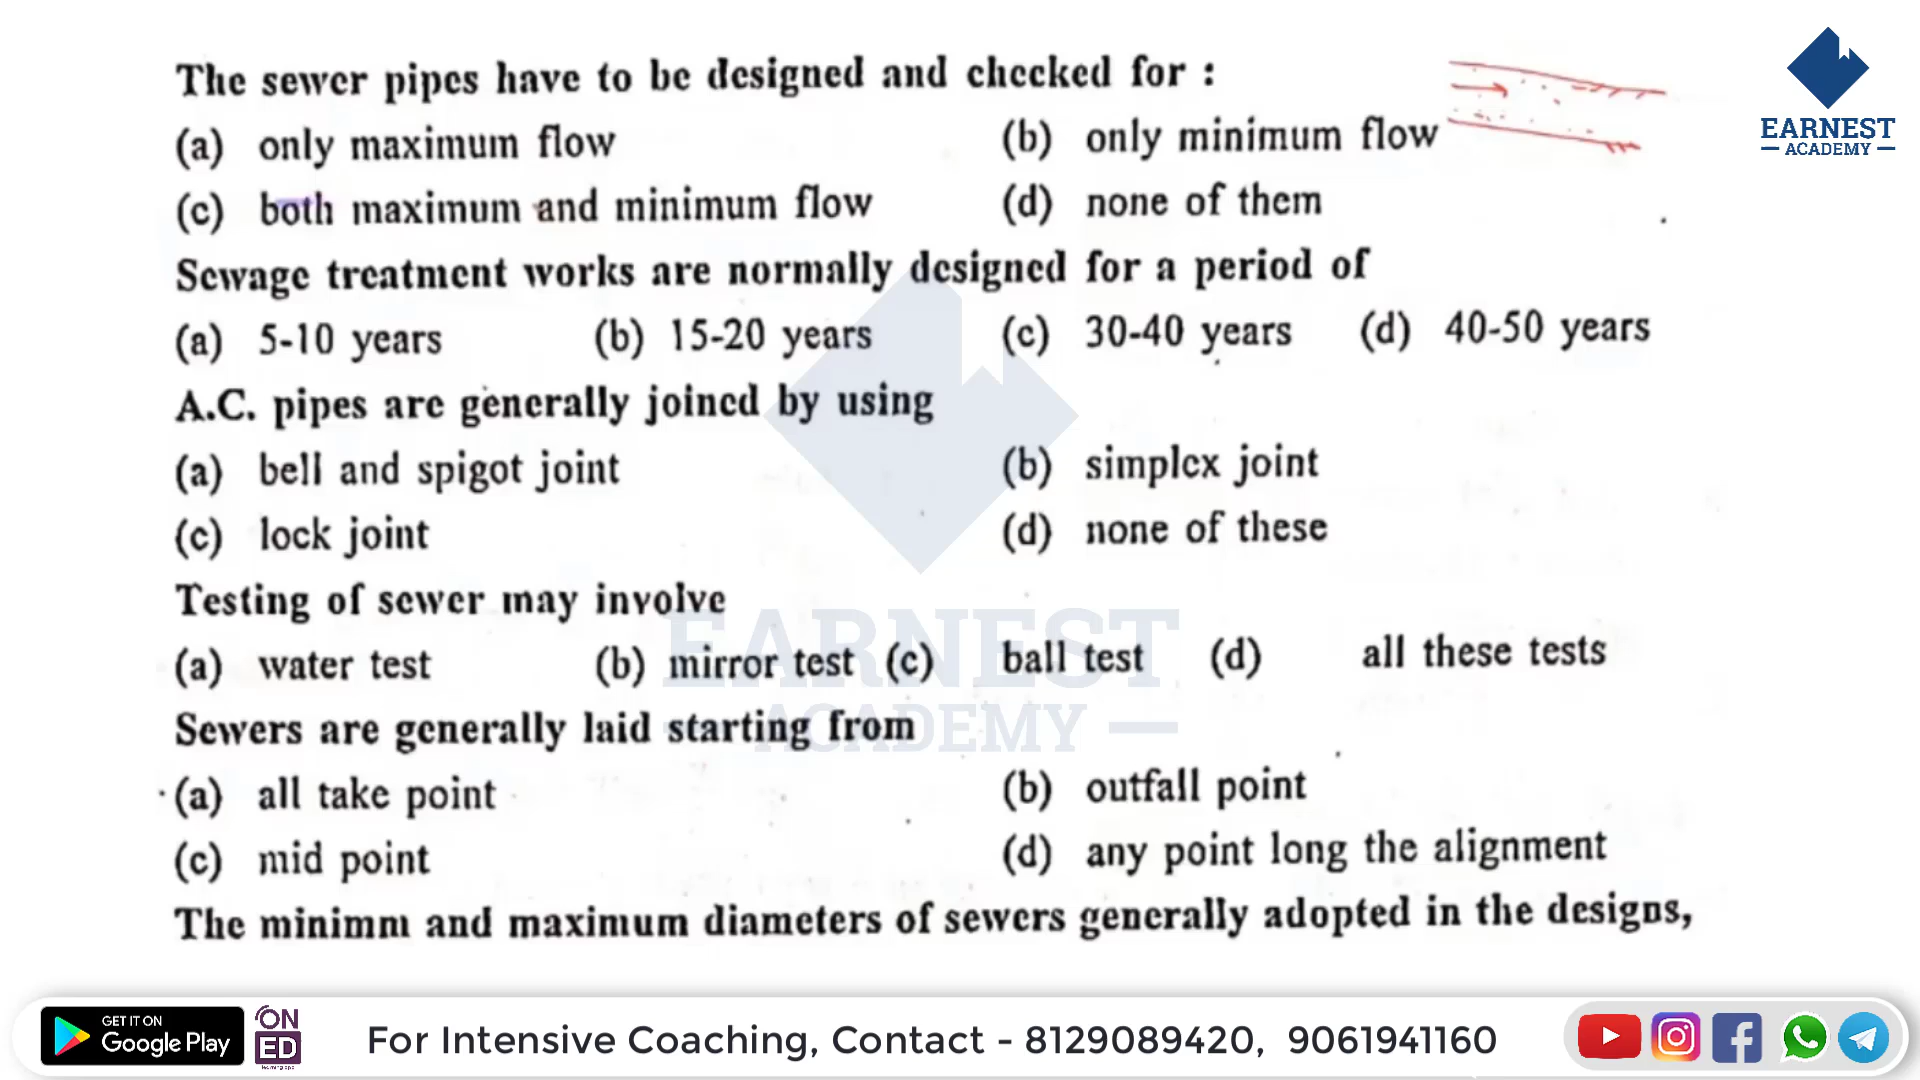 The sewer pipes have to be designed and checked for :
(a) only maximum flow (b) only minimum flow
(c) both maximum and minimum flow (d) none of them
Sewage treatment works are normally designed for a period of
(a) 5-10 years (b) 15-20 years (c) 30-40 years (d) 40-50 years
A.C. pipes are generally joined by using
(a) bell and spigot joint (b) simplex joint
(c) lock joint (d) none of these
Testing of sewer may involve
(a) water test (b) mirror test (c) ball test (d) all these tests
Sewers are generally laid starting from
(a) all take point (b) outfall point
(c) mid point (d) any point long the alignment
The minimm and maximum diameters of sewers generally adopted in the designs,
EARNEST
ACADEMY
EARNEST
ACADEMY
GET IT ON
Google Play
ON
ED
learning app
For Intensive Coaching, Contact - 8129089420, 9061941160